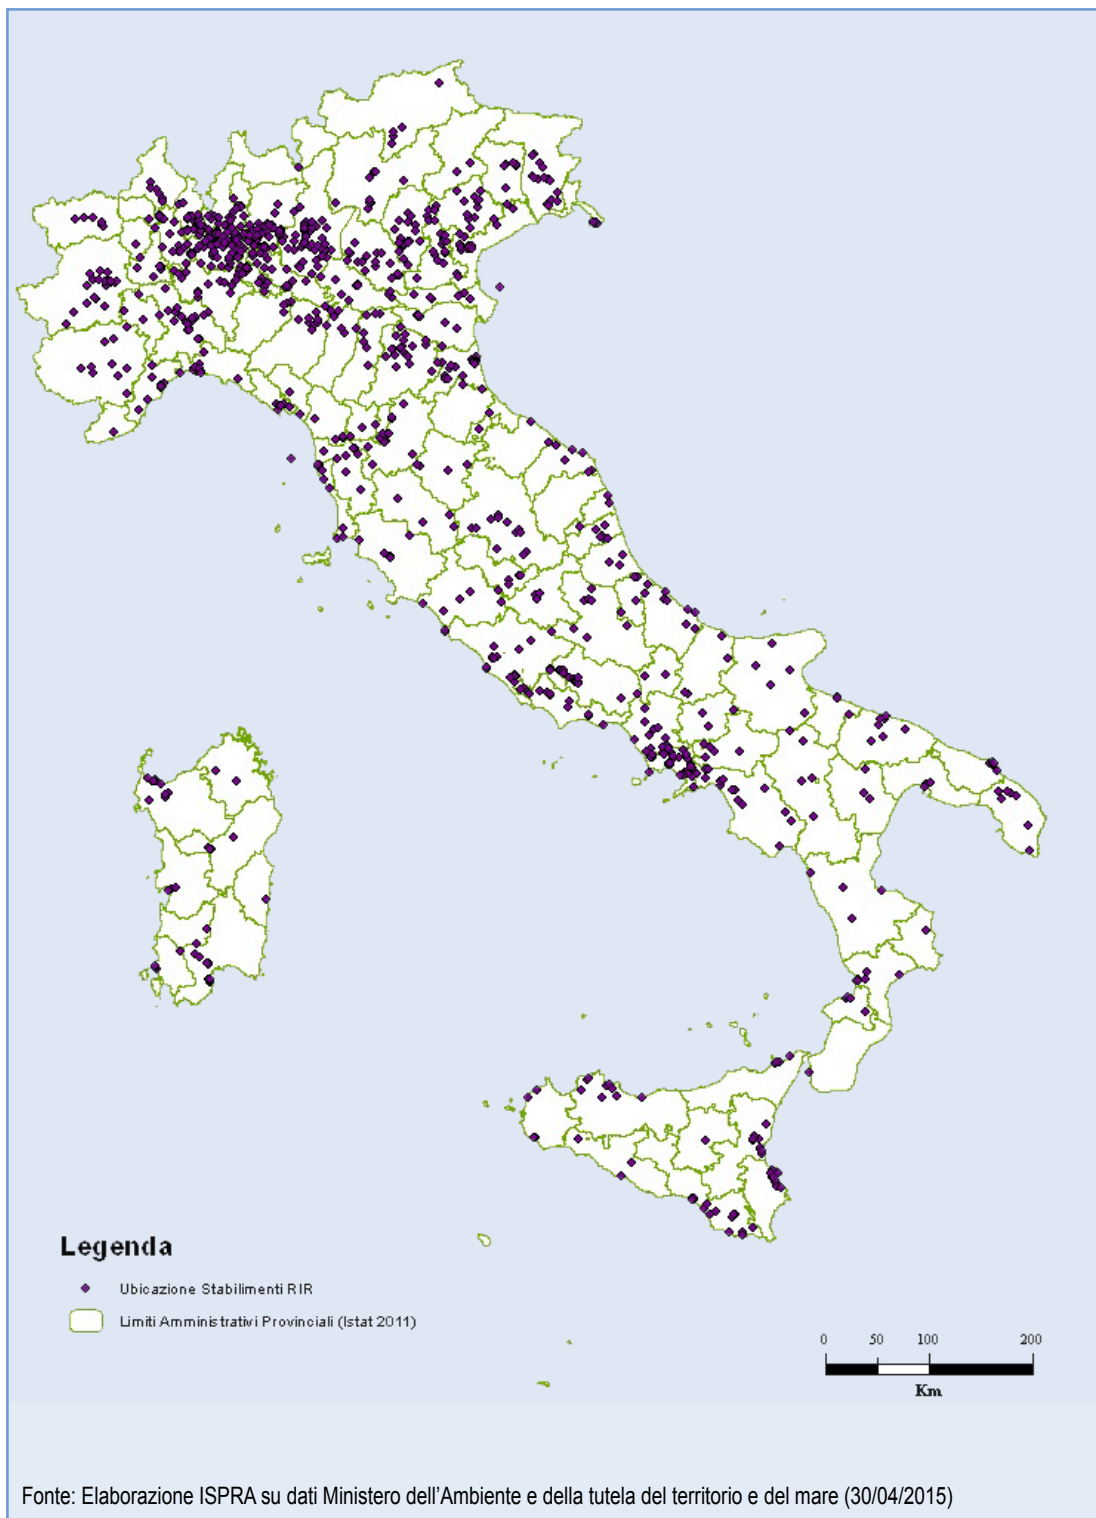 Legenda
Ubicazione Stabilimenti RIR
Limiti Amministrativi Provinciali (Istat 2011)
0 50 100 200
Km
Fonte: Elaborazione ISPRA su dati Ministero dell'Ambiente e della tutela del territorio e del mare (30/04/2015)